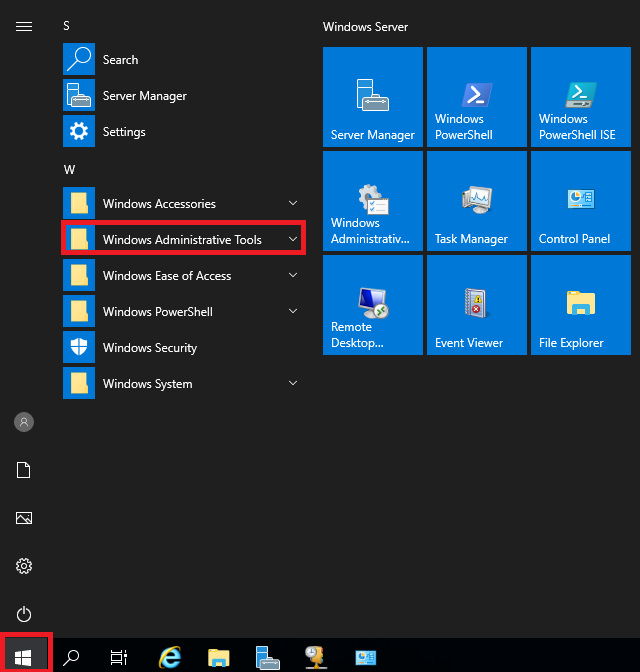 S
Search
Server Manager
Settings
W
Windows Accessories
Windows Administrative Tools
Windows Ease of Access
Windows PowerShell
Windows Security
Windows System
Windows Server
Server Manager
Windows
PowerShell
Windows
PowerShell ISE
Windows
Administrativ...
Task Manager
Control Panel
Remote
Desktop...
Event Viewer
File Explorer